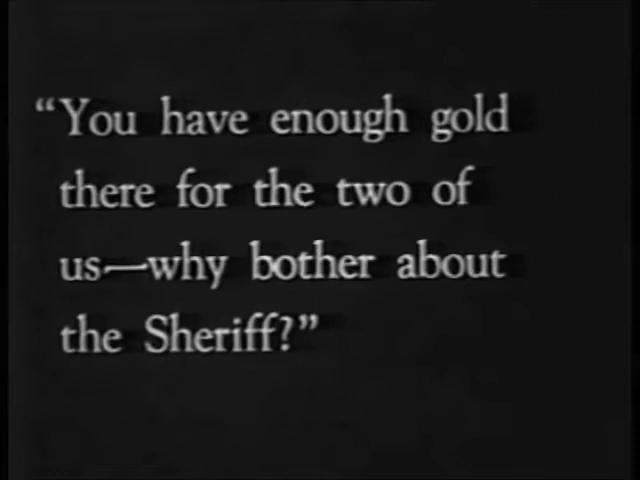 “You have enough gold
there for the two of
us—why bother about
the Sheriff?”